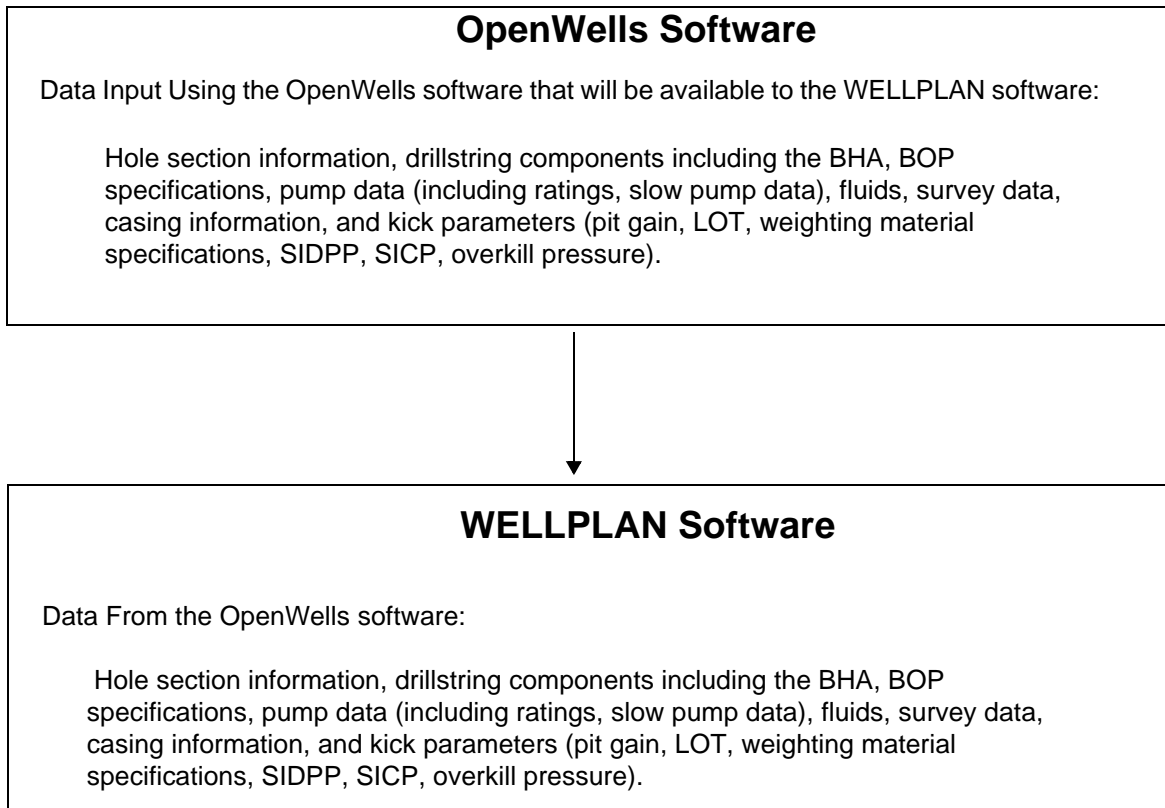 OpenWells Software
Data Input Using the OpenWells software that will be available to the WELLPLAN software:
Hole section information, drillstring components including the BHA, BOP
specifications, pump data (including ratings, slow pump data), fluids, survey data,
casing information, and kick parameters (pit gain, LOT, weighting material
specifications, SIDPP, SICP, overkill pressure).
WELLPLAN Software
Data From the OpenWells software:
Hole section information, drillstring components including the BHA, BOP
specifications, pump data (including ratings, slow pump data), fluids, survey data,
casing information, and kick parameters (pit gain, LOT, weighting material
specifications, SIDPP, SICP, overkill pressure).